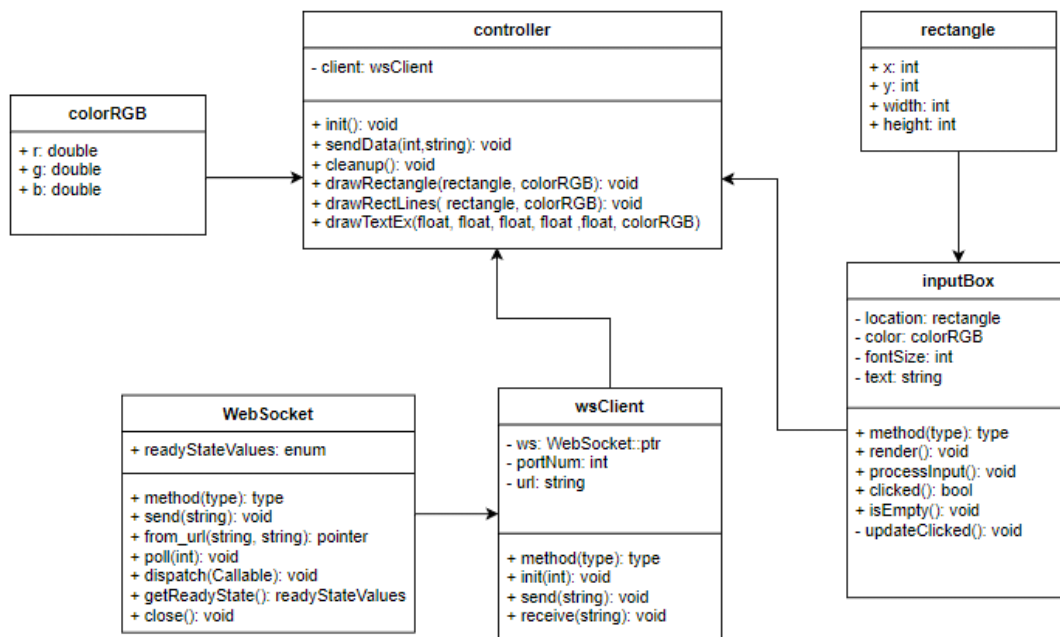 controller
- client: wsClient
+ init(): void
+ sendData(int,string): void
+ cleanup(): void
+ drawRectangle(rectangle, colorRGB): void
+ drawRectLines( rectangle, colorRGB): void
+ drawTextEx(float, float, float, float ,float, colorRGB)
rectangle
+ x: int
+ y: int
+ width: int
+ height: int
colorRGB
+ r: double
+ g: double
+ b: double
inputBox
- location: rectangle
- color: colorRGB
- fontSize: int
- text: string
+ method(type): type
+ render(): void
+ processInput(): void
+ clicked(): bool
+ isEmpty(): void
- updateClicked(): void
WebSocket
+ readyStateValues: enum
+ method(type): type
+ send(string): void
+ from_url(string, string): pointer
+ poll(int): void
+ dispatch(Callable): void
+ getReadyState(): readyStateValues
+ close(): void
wsClient
- ws: WebSocket::ptr
- portNum: int
- url: string
+ method(type): type
+ init(int): void
+ send(string): void
+ receive(string): void